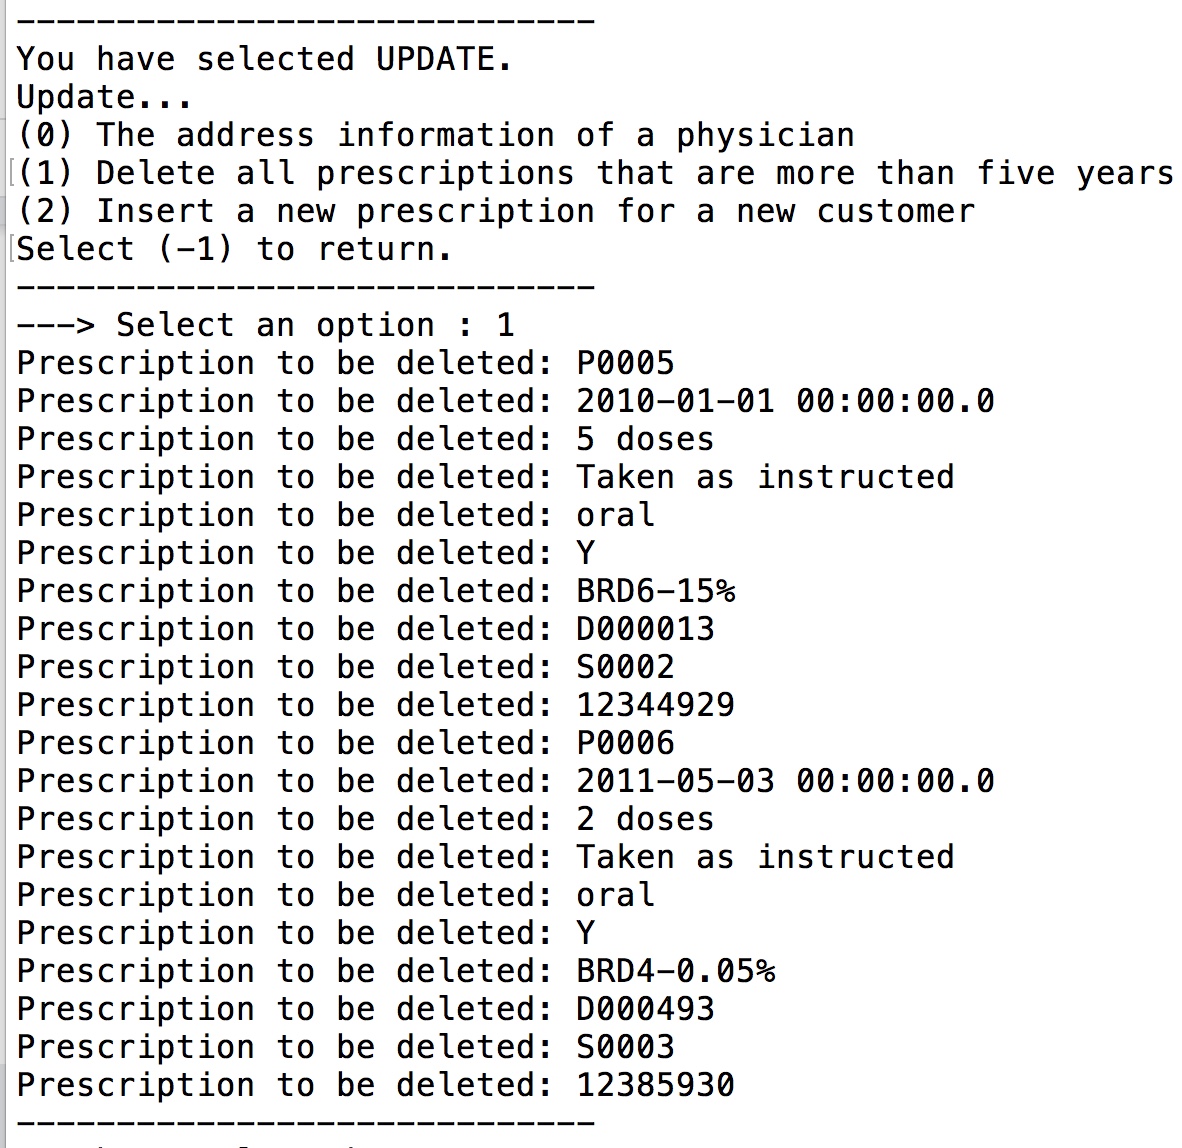 -----------------------------
You have selected UPDATE.
Update...
(0) The address information of a physician
(1) Delete all prescriptions that are more than five years
(2) Insert a new prescription for a new customer
Select (-1) to return.
-----------------------------
---> Select an option : 1
Prescription to be deleted: P0005
Prescription to be deleted: 2010-01-01 00:00:00.0
Prescription to be deleted: 5 doses
Prescription to be deleted: Taken as instructed
Prescription to be deleted: oral
Prescription to be deleted: Y
Prescription to be deleted: BRD6-15%
Prescription to be deleted: D000013
Prescription to be deleted: S0002
Prescription to be deleted: 12344929
Prescription to be deleted: P0006
Prescription to be deleted: 2011-05-03 00:00:00.0
Prescription to be deleted: 2 doses
Prescription to be deleted: Taken as instructed
Prescription to be deleted: oral
Prescription to be deleted: Y
Prescription to be deleted: BRD4-0.05%
Prescription to be deleted: D000493
Prescription to be deleted: S0003
Prescription to be deleted: 12385930
-----------------------------